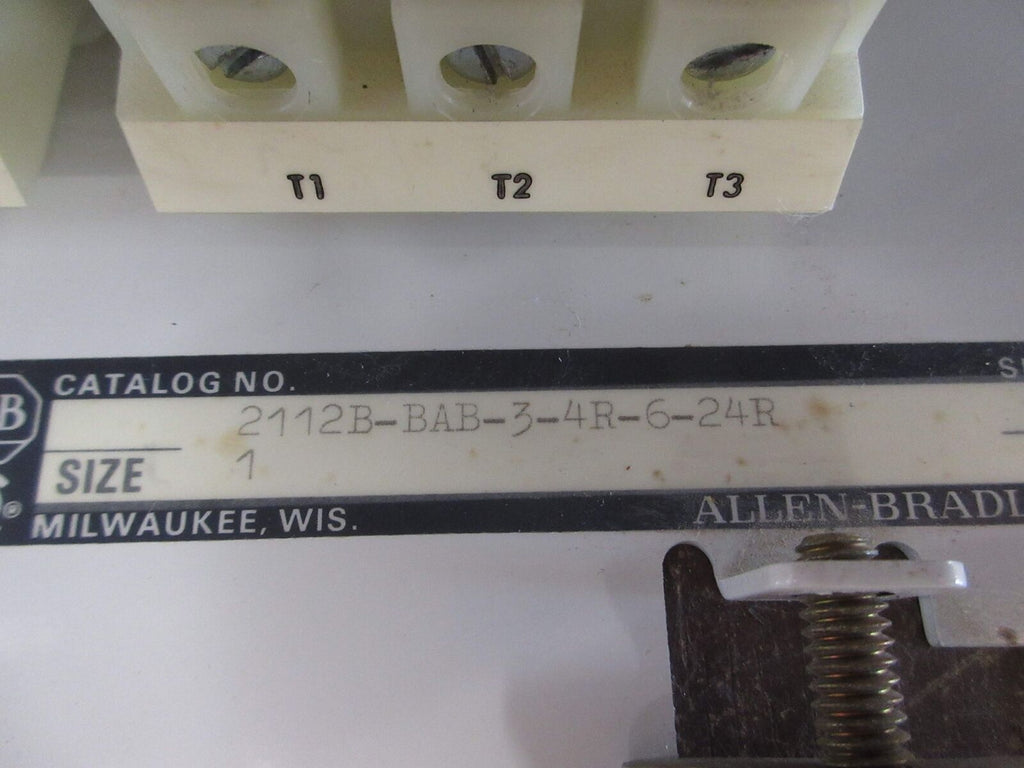 T1 T2 T3
CATALOG NO.
2112B-BAB-3-4R-6-24R
SIZE 1
MILWAUKEE, WIS.